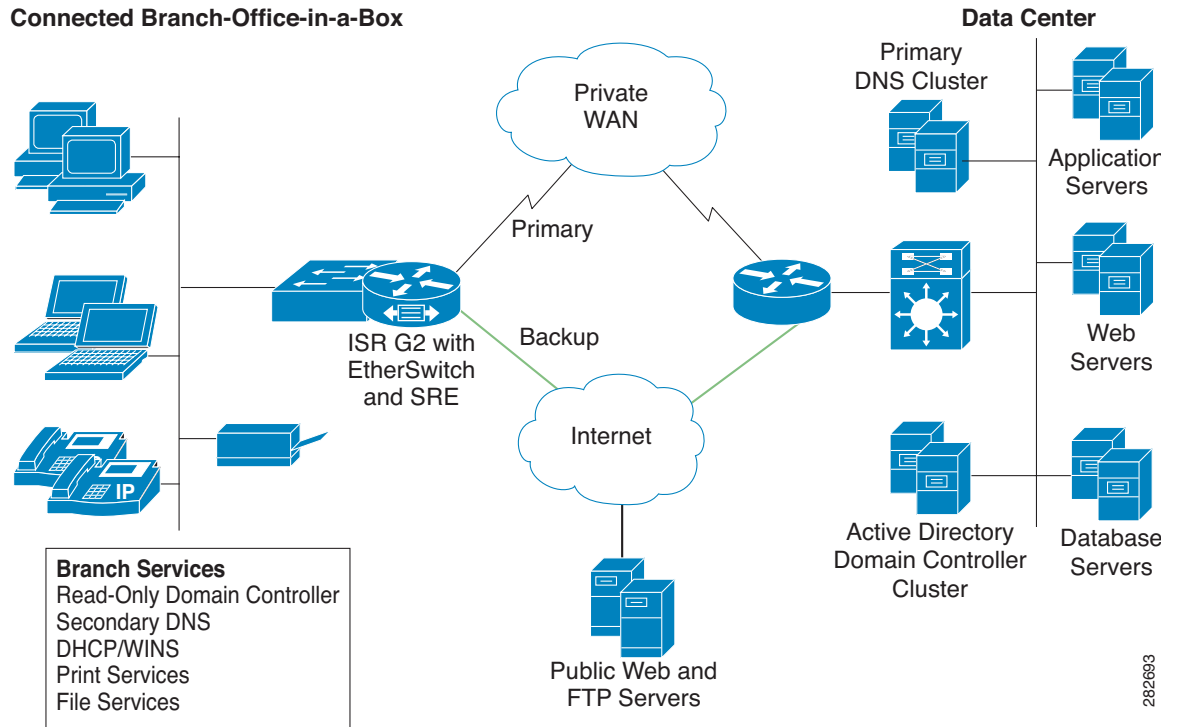 Connected Branch-Office-in-a-Box
Data Center
Primary
DNS Cluster
Private
WAN
Application
Servers
Primary
ISR G2 with
EtherSwitch
and SRE
Backup
Web
Servers
Internet
IP
Active Directory
Domain Controller
Cluster
Database
Servers
Branch Services
Read-Only Domain Controller
Secondary DNS
DHCP/WINS
Print Services
File Services
Public Web and
FTP Servers
282693